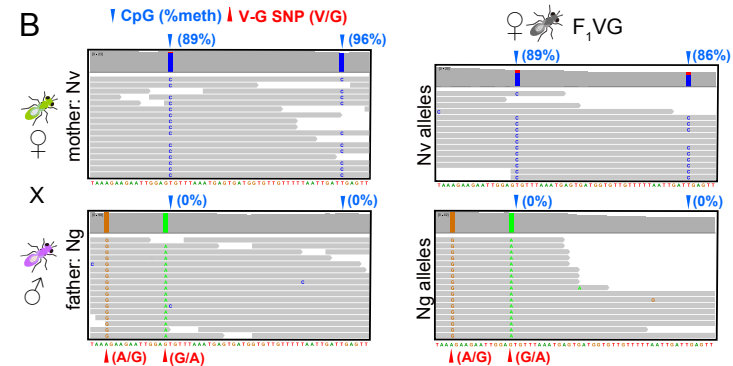 B
CpG (%meth) V-G SNP (V/G)
(89%) (96%)
♀ F1VG
(89%) (86%)
mother: Nv
♀
Nv alleles
TAAAGAAGAATTGGAGTGTTTAAATGAGTGATGGTGTTGTTTTTAATTGATTGAGTT
TAAAGAAGAATTGGAGTGTTTAAATGAGTGATGGTGTTGTTTTTAATTGATTGAGTT
X
(0%) (0%)
(0%) (0%)
father: Ng
♂
Ng alleles
TAAAGAAGAATTGGAGTGTTTAAATGAGTGATGGTGTTGTTTTTAATTGATTGAGTT
TAAAGAAGAATTGGAGTGTTTAAATGAGTGATGGTGTTGTTTTTAATTGATTGAGTT
(A/G) (G/A)
(A/G) (G/A)